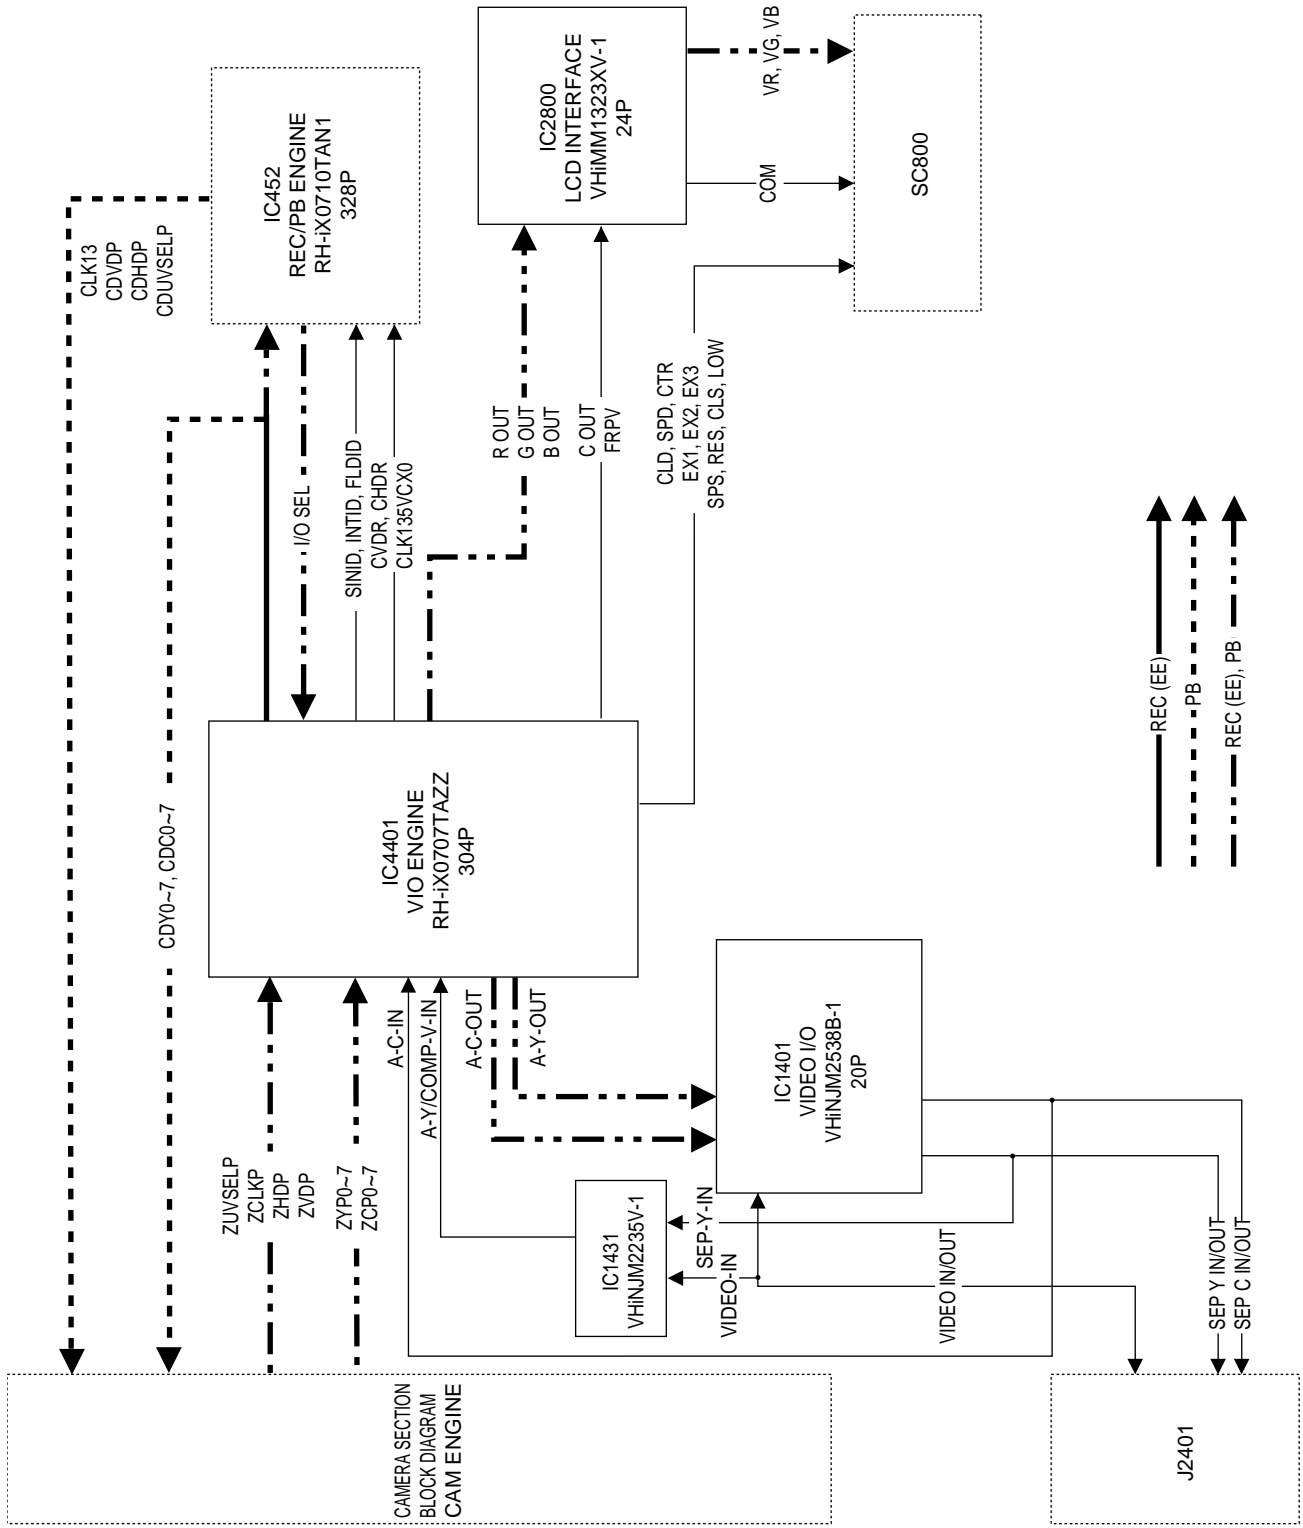 CAMERA SECTION
BLOCK DIAGRAM
CAM ENGINE
CLK13
CDVDP
CDHDP
CDUVSELP
CDY0~7, CDC0~7
ZUVSELP
ZCLKP
ZHDP
ZVDP
ZYP0~7
ZCP0~7
A-C-IN
A-Y/COMP-V-IN
A-C-OUT
A-Y-OUT
IC4401
VIO ENGINE
RH-iX0707TAZZ
304P
I/O SEL
SINID, INTID, FLDID
CVDR, CHDR
CLK135VCX0
IC452
REC/PB ENGINE
RH-iX0710TAN1
328P
R OUT
G OUT
B OUT
C OUT
FRPV
CLD, SPD, CTR
EX1, EX2, EX3
SPS, RES, CLS, LOW
IC2800
LCD INTERFACE
VHiMM1323XV-1
24P
VR, VG, VB
COM
SC800
IC1431
VHiNJM2235V-1
SEP-Y-IN
VIDEO-IN
IC1401
VIDEO I/O
VHiNJM2538B-1
20P
VIDEO IN/OUT
SEP Y IN/OUT
SEP C IN/OUT
J2401
REC (EE)
PB
REC (EE), PB